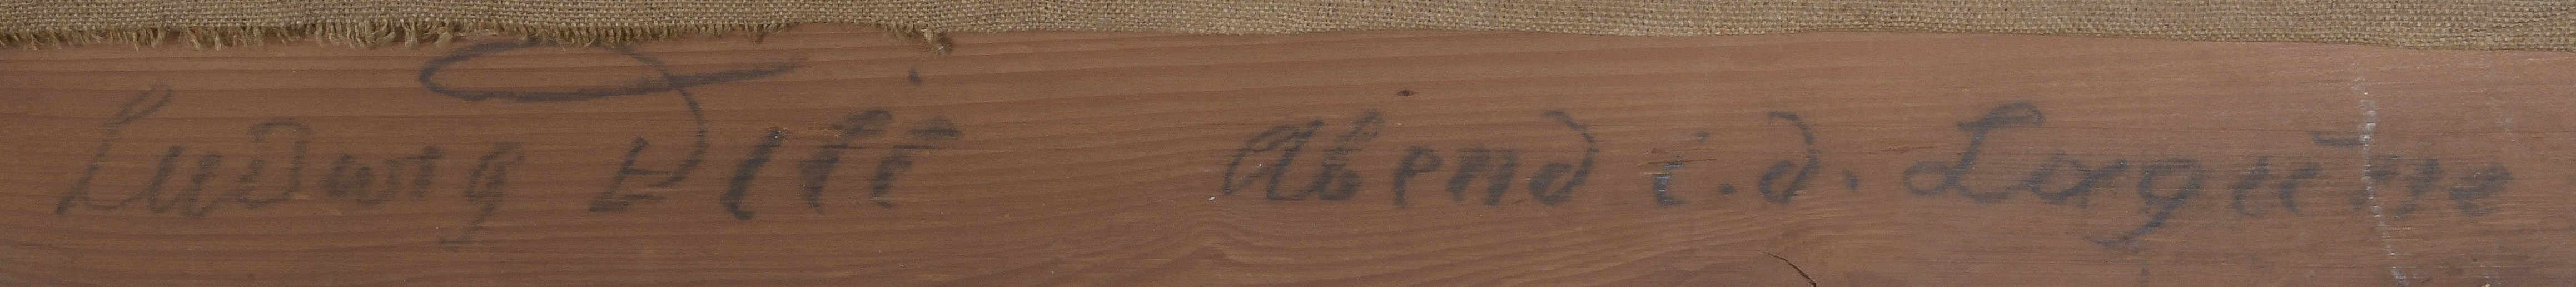 Ludwig Dill Abend i.d. Lagune